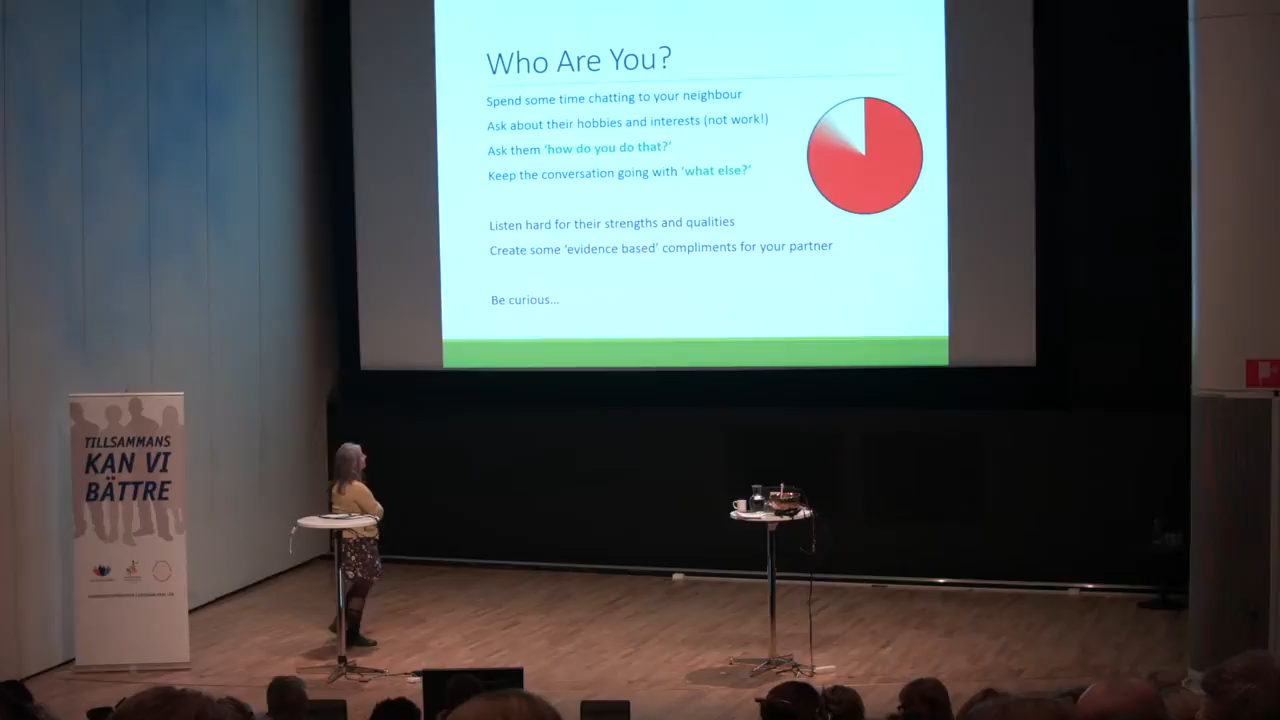 Who Are You?
Spend some time chatting to your neighbour
Ask about their hobbies and interests (not work!)
Ask them ‘how do you do that?’
Keep the conversation going with ‘what else?’
Listen hard for their strengths and qualities
Create some ‘evidence based’ compliments for your partner
Be curious...
TILLSAMMANS
KAN VI
BÄTTRE